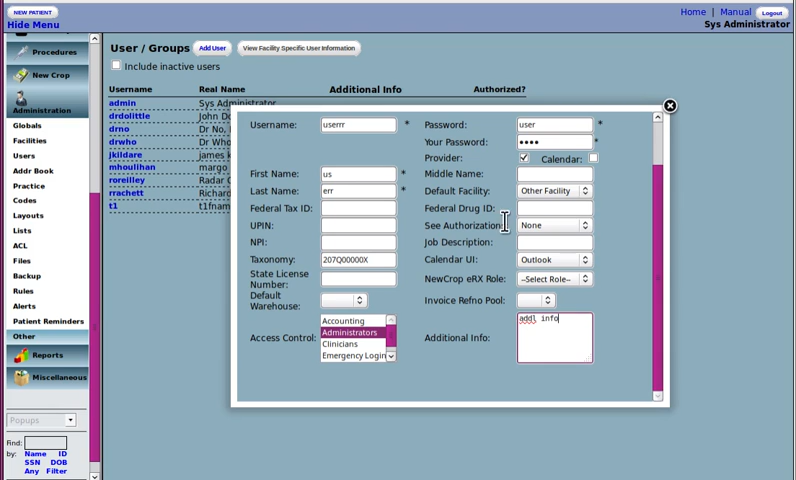 NEW PATIENT
Home | Manual Logout
Hide Menu
Sys Administrator
Procedures
New Crop
Administration
Globals
Facilities
Users
Addr Book
Practice
Codes
Layouts
Lists
ACL
Files
Backup
Rules
Alerts
Patient Reminders
Other
Reports
Miscellaneous
Popups
Find:
by: Name ID
SSN DOB
Any Filter
User / Groups Add User View Facility Specific User Information
Include inactive users
Username Real Name Additional Info Authorized?
admin Sys Administrator
drdolittle John Do
drno Dr No,
drwho Dr Who
jkildare james k
mhoulihan margo
roreilley Radar
rrachett Richard
t1 t1fnam
Username: userrr * Password: user *
Your Password: •••• *
Provider: Calendar:
First Name: us * Middle Name:
Last Name: err * Default Facility: Other Facility
Federal Tax ID: Federal Drug ID:
UPIN: See Authorizations: None
NPI: Job Description:
Taxonomy: 207Q00000X Calendar UI: Outlook
State License Number: NewCrop eRX Role: --Select Role--
Default Warehouse: Invoice Refno Pool:
Access Control: Accounting
Administrators
Clinicians
Emergency Login
Additional Info: addl info